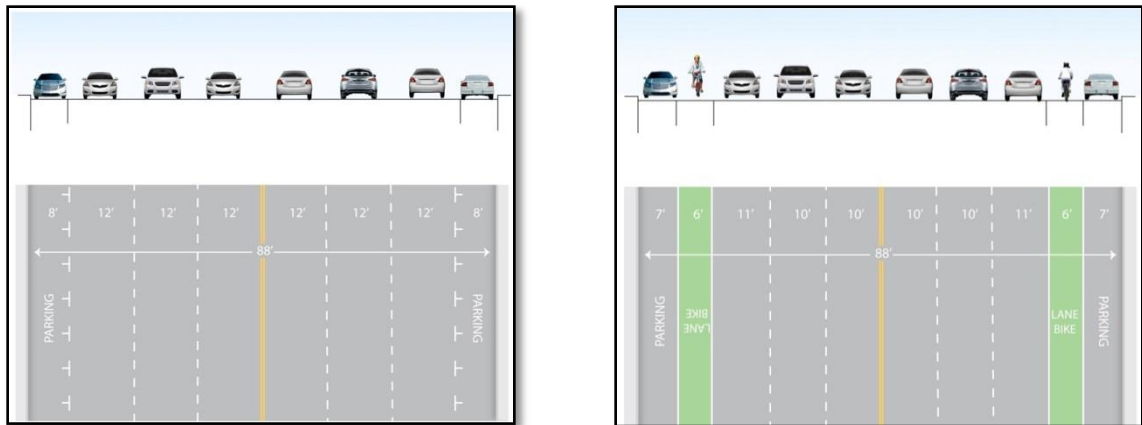 8' 12' 12' 12' 12' 12' 12' 8'
88'
PARKING
PARKING
7' 6' 11' 10' 10' 10' 10' 11' 6' 7'
88'
PARKING
LANE
BIKE
LANE
BIKE
PARKING